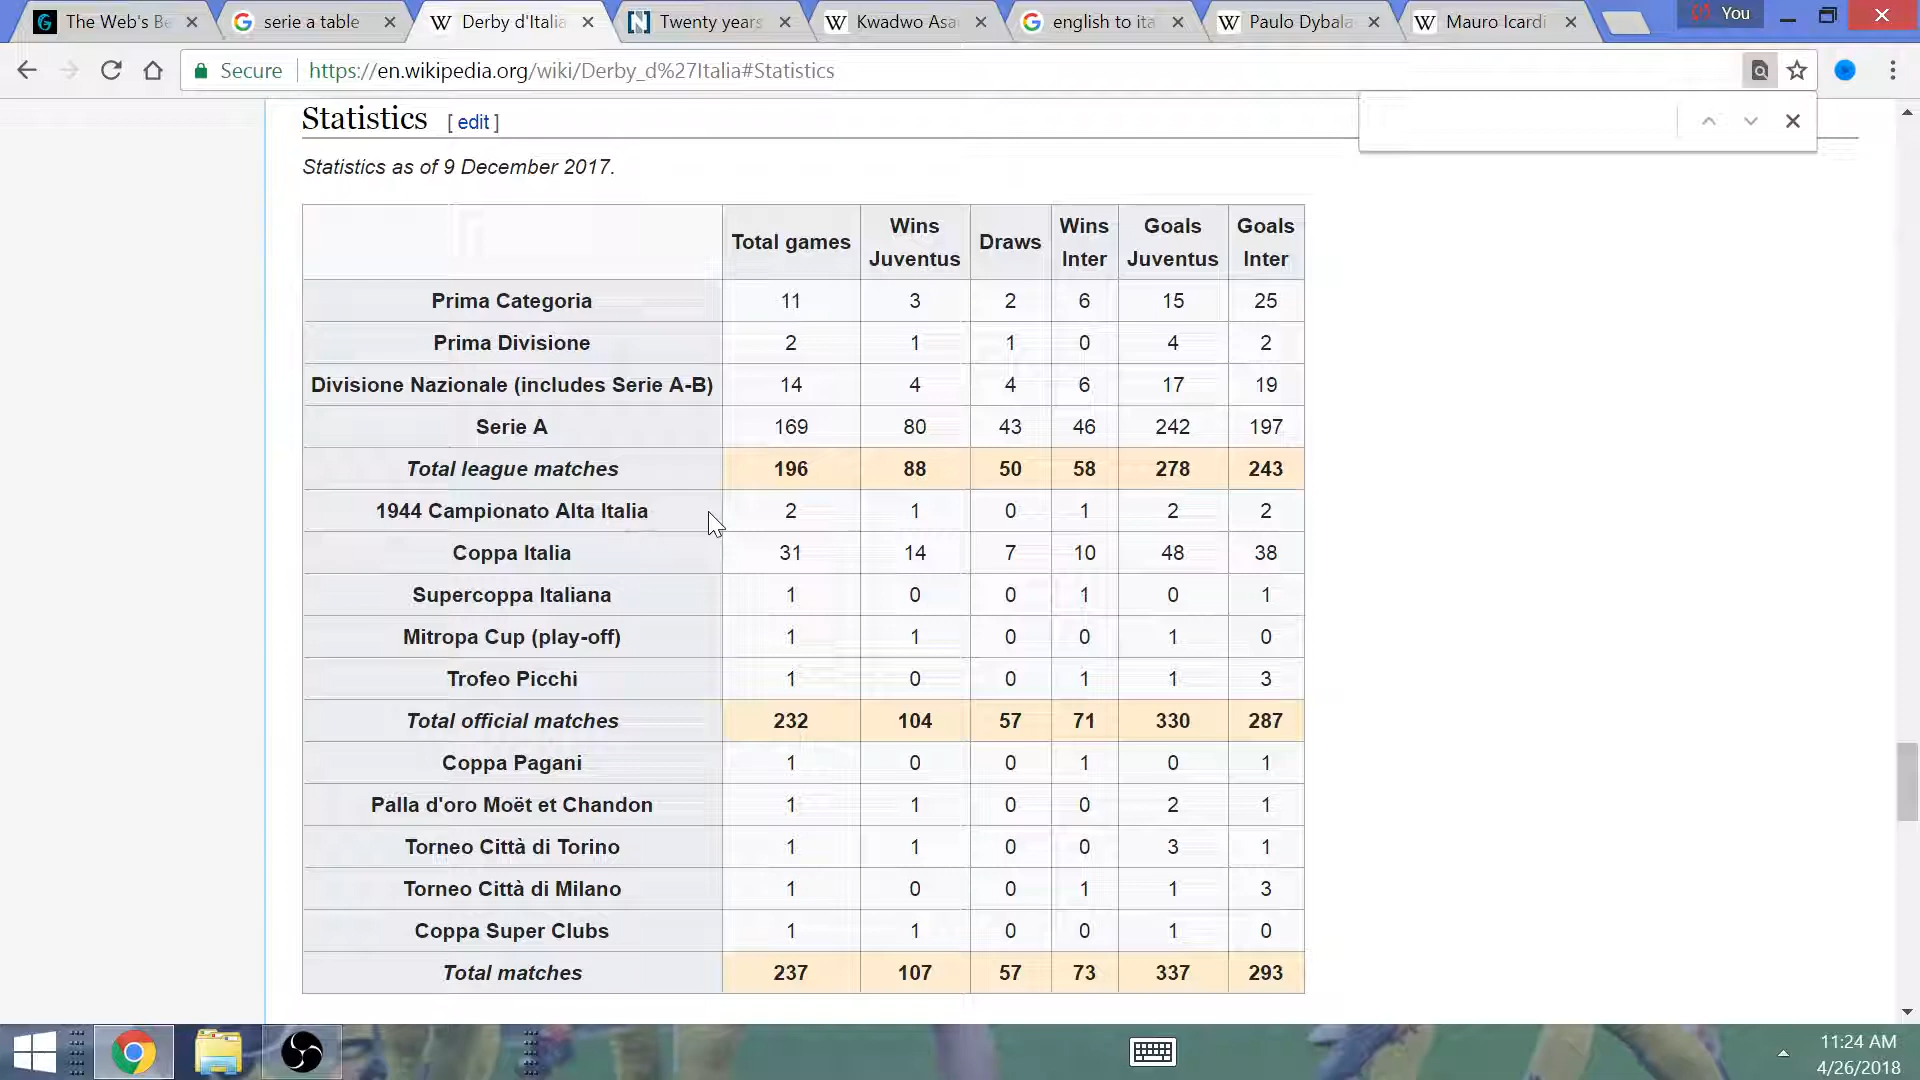 The Web's Be
serie a table
Derby d'Italia
Twenty years
Kwadwo Asa
english to ita
Paulo Dybala
Mauro Icardi
You
Secure https://en.wikipedia.org/wiki/Derby_d%27Italia#Statistics
Statistics [ edit ]
Statistics as of 9 December 2017.
Total games Wins Juventus Draws Wins Inter Goals Juventus Goals Inter
Prima Categoria 11 3 2 6 15 25
Prima Divisione 2 1 1 0 4 2
Divisione Nazionale (includes Serie A-B) 14 4 4 6 17 19
Serie A 169 80 43 46 242 197
Total league matches 196 88 50 58 278 243
1944 Campionato Alta Italia 2 1 0 1 2 2
Coppa Italia 31 14 7 10 48 38
Supercoppa Italiana 1 0 0 1 0 1
Mitropa Cup (play-off) 1 1 0 0 1 0
Trofeo Picchi 1 0 0 1 1 3
Total official matches 232 104 57 71 330 287
Coppa Pagani 1 0 0 1 0 1
Palla d'oro Moët et Chandon 1 1 0 0 2 1
Torneo Città di Torino 1 1 0 0 3 1
Torneo Città di Milano 1 0 0 1 1 3
Coppa Super Clubs 1 1 0 0 1 0
Total matches 237 107 57 73 337 293
11:24 AM
4/26/2018